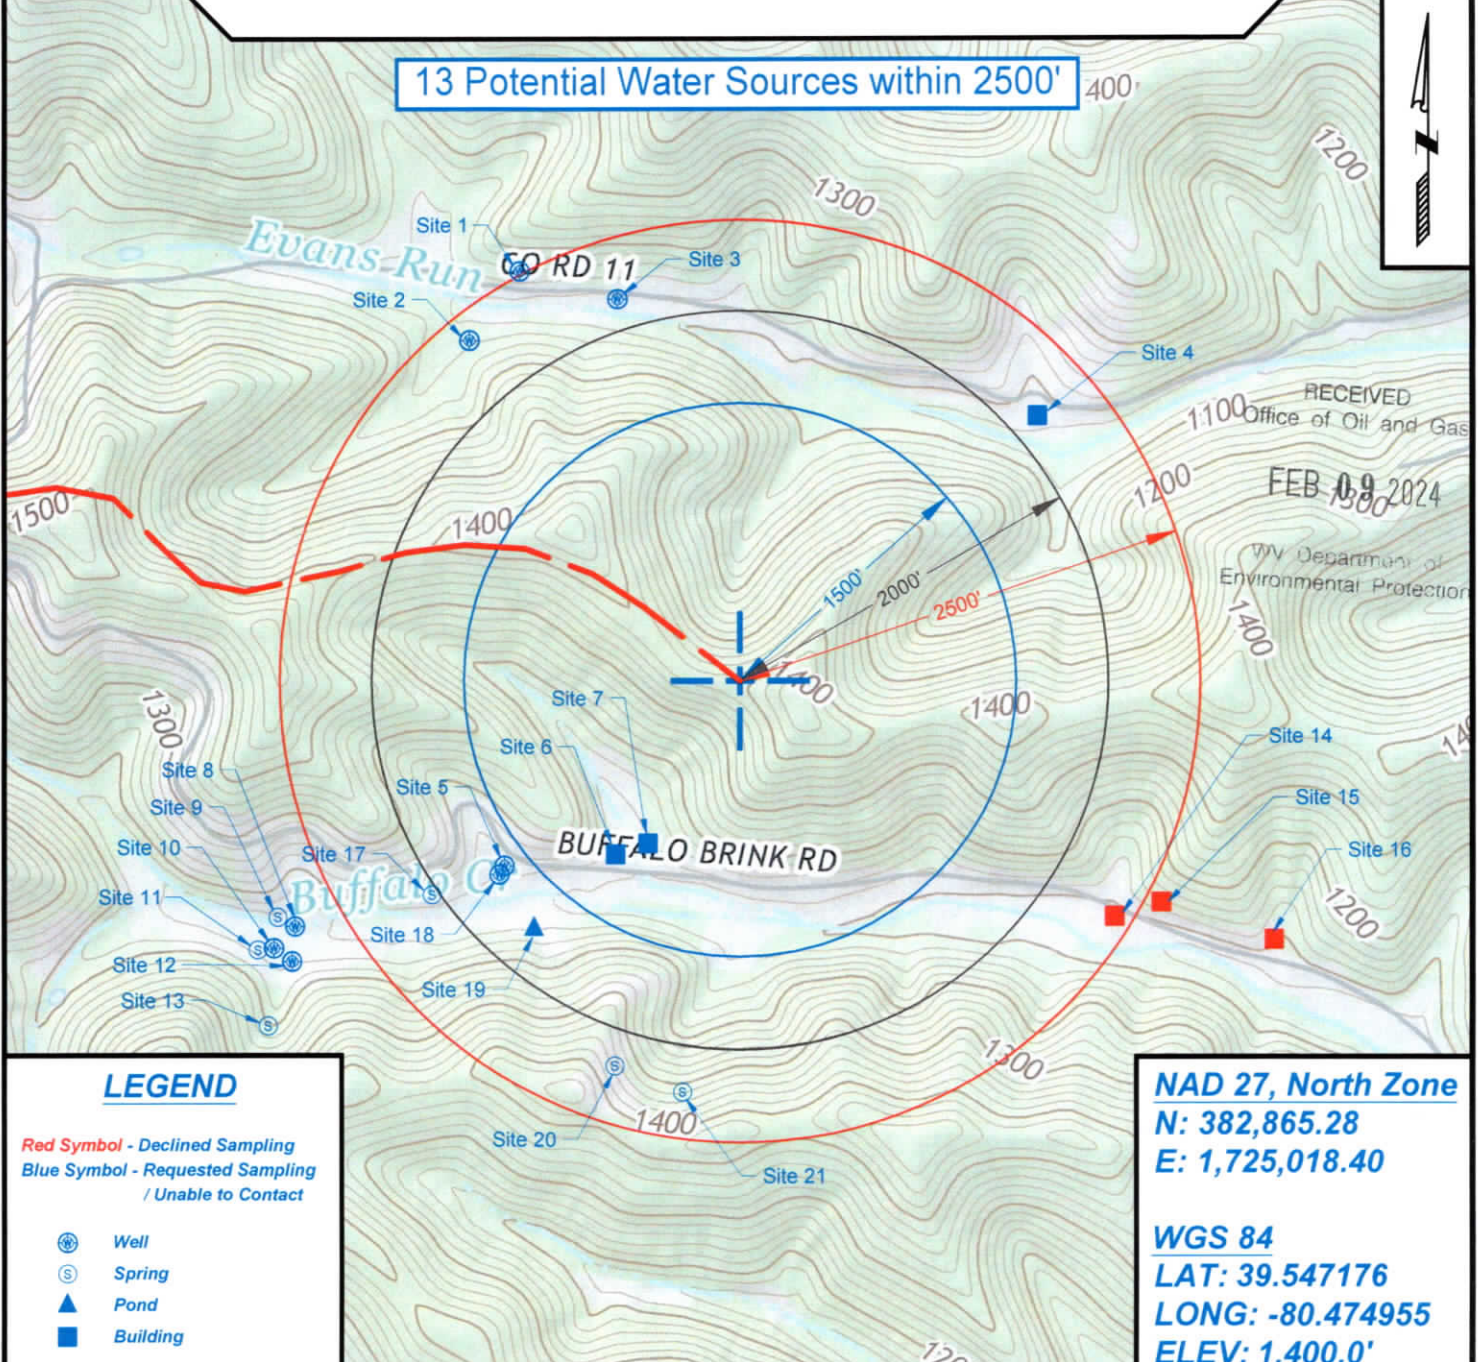 13 Potential Water Sources within 2500'
400'
1200
1300
Site 1
Evans Run
CO RD 11
Site 3
Site 2
Site 4
RECEIVED
1100
Office of Oil and Gas
1200
FEB 09 2024
1300
1500
1400
WV Department of
Environmental Protection
1500'
2000'
2500'
1400
1400
1400
Site 7
1300
Site 6
Site 14
Site 8
Site 5
Site 15
Site 9
Site 10
Site 17
BUFFALO BRINK RD
Site 16
Buffalo
Site 11
1200
Site 18
Site 12
Site 19
Site 13
1300
1400
Site 20
Site 21
LEGEND
Red Symbol - Declined Sampling
Blue Symbol - Requested Sampling
/ Unable to Contact
W Well
S Spring
Pond
Building
NAD 27, North Zone
N: 382,865.28
E: 1,725,018.40
WGS 84
LAT: 39.547176
LONG: -80.474955
ELEV: 1,400.0'